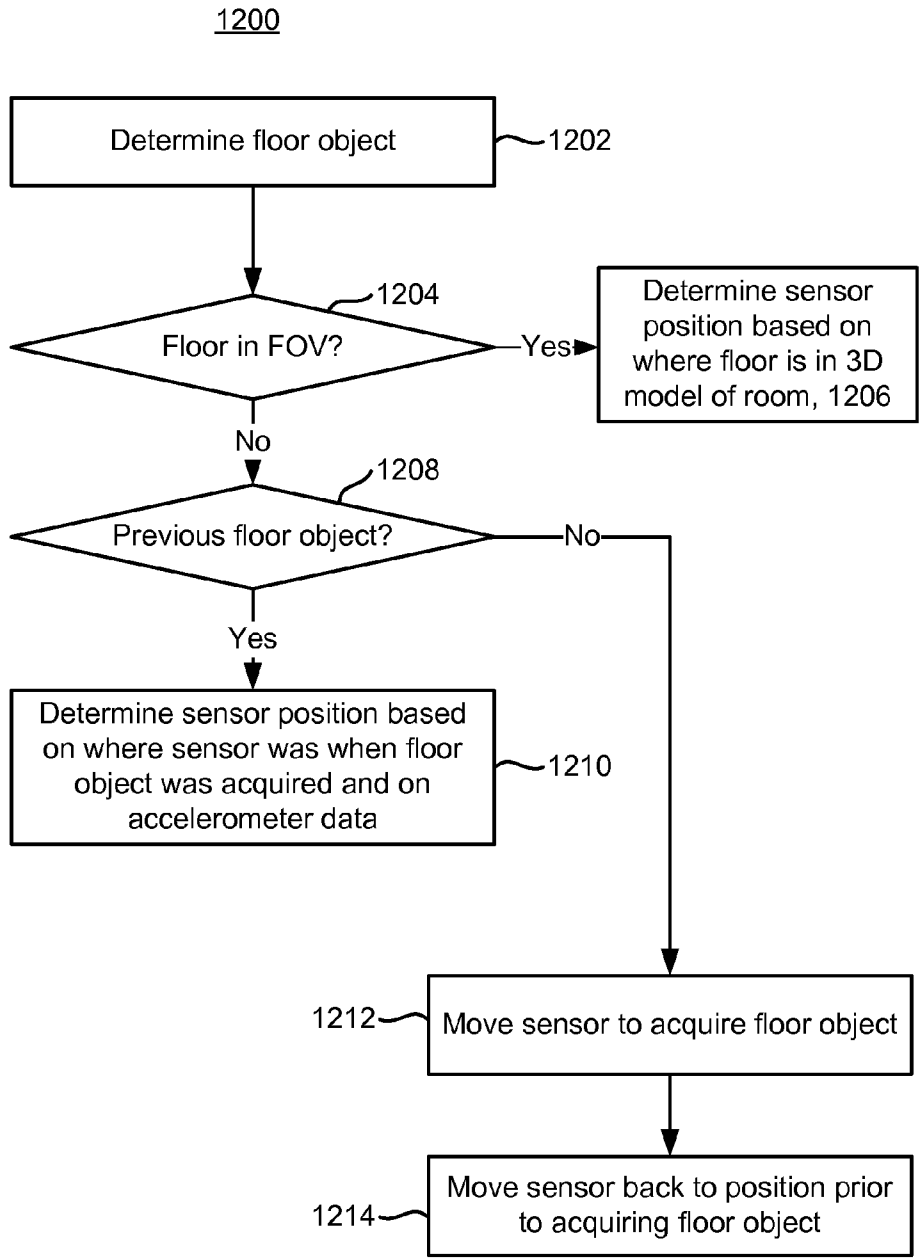 1200
Determine floor object
1202
1204
Floor in FOV?
Yes
Determine sensor
position based on
where floor is in 3D
model of room, 1206
No
1208
Previous floor object?
No
Yes
Determine sensor position based
on where sensor was when floor
object was acquired and on
accelerometer data
1210
1212
Move sensor to acquire floor object
Move sensor back to position prior
to acquiring floor object
1214